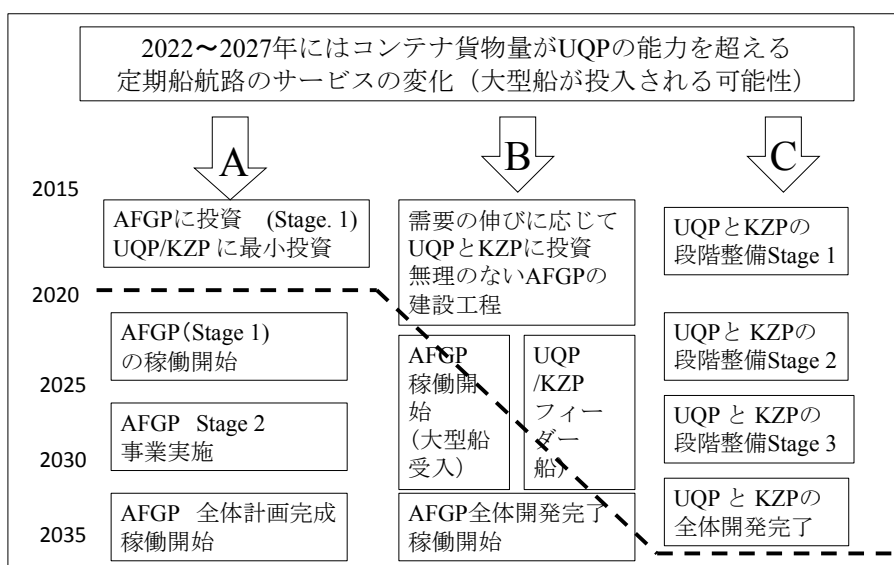 2022～2027年にはコンテナ貨物量がUQPの能力を超える
定期船航路のサービスの変化（大型船が投入される可能性）
A
B
C
2015
2020
2025
2030
2035
AFGPに投資 (Stage. 1)
UQP/KZP に最小投資
AFGP（Stage 1)
の稼働開始
AFGP Stage 2
事業実施
AFGP 全体計画完成
稼働開始
需要の伸びに応じて
UQPとKZPに投資
無理のないAFGPの
建設工程
AFGP
稼働開
始
（大型船
受入）
UQP
/KZP
フィー
ダー
船）
AFGP全体開発完了
稼働開始
UQPとKZPの
段階整備Stage 1
UQPと KZPの
段階整備Stage 2
UQP と KZPの
段階整備Stage 3
UQP と KZPの
全体開発完了